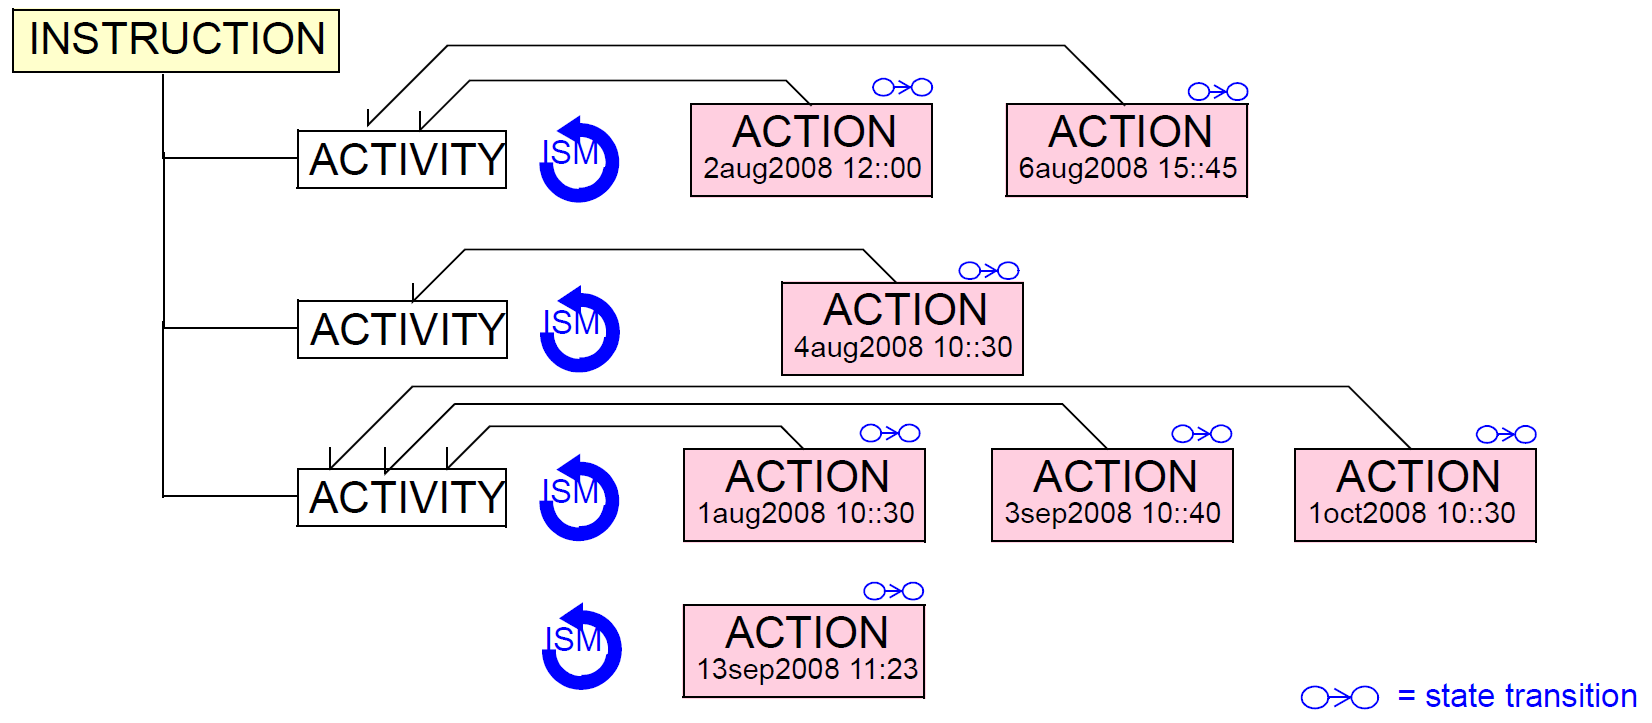 INSTRUCTION
ACTIVITY
ISM
ACTION
2aug2008 12::00
ACTION
6aug2008 15::45
ACTIVITY
ISM
ACTION
4aug2008 10::30
ACTIVITY
ISM
ACTION
1aug2008 10::30
ACTION
3sep2008 10::40
ACTION
1oct2008 10::30
ISM
ACTION
13sep2008 11:23
= state transition